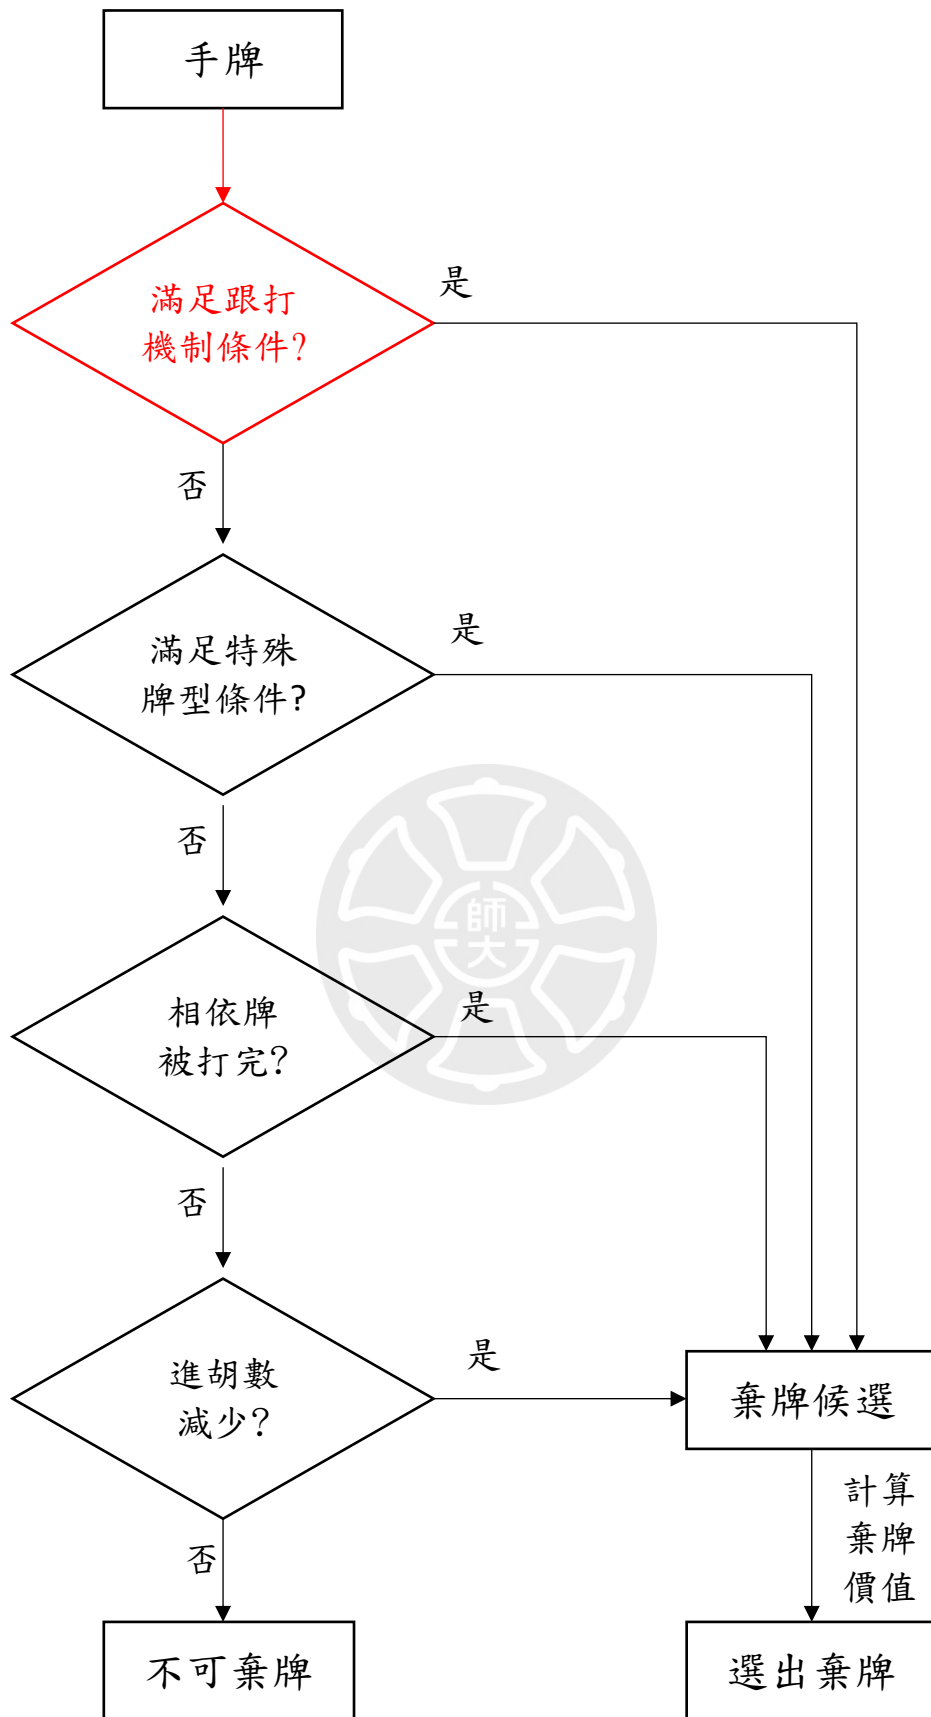 手牌
滿足跟打
機制條件?
是
否
滿足特殊
牌型條件?
是
否
師
大
相依牌
被打完?
是
否
進胡數
減少?
是
棄牌候選
計算
棄牌
價值
否
不可棄牌
選出棄牌